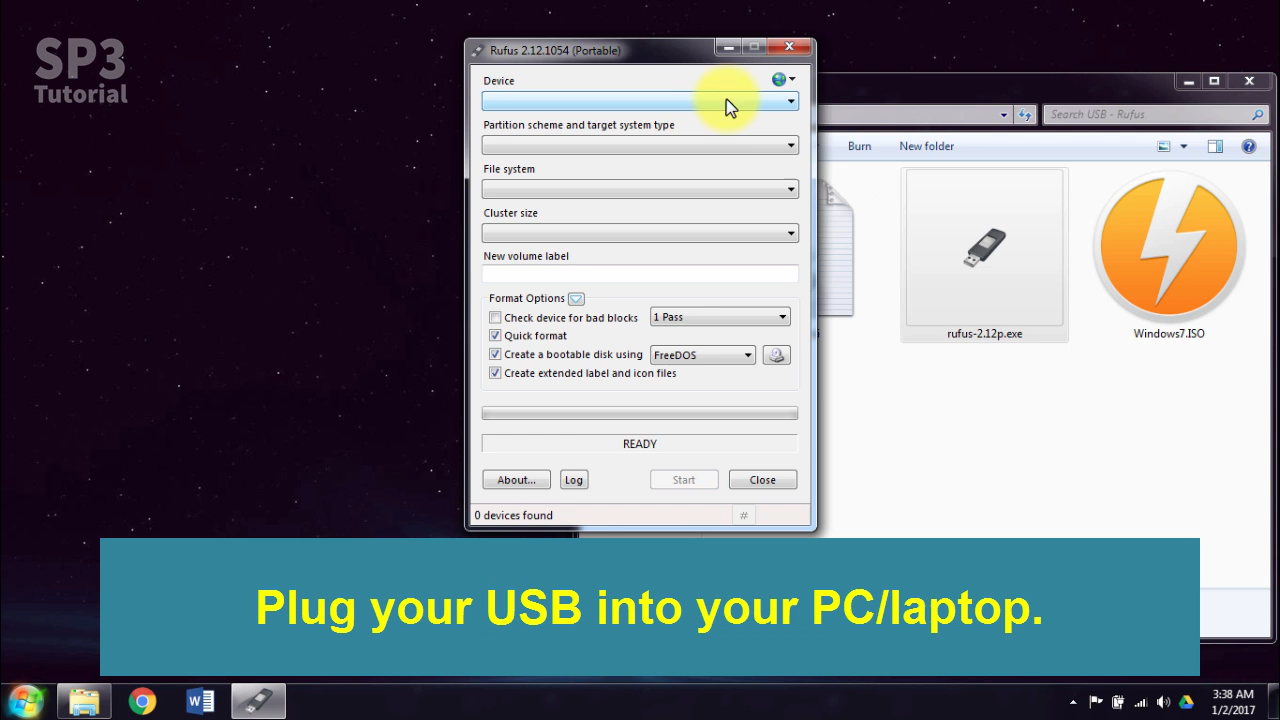 SP3
Tutorial
Rufus 2.12.1054 (Portable)
Device
Partition scheme and target system type
File system
Cluster size
New volume label
Format Options
Check device for bad blocks
1 Pass
Quick format
Create a bootable disk using
FreeDOS
Create extended label and icon files
READY
About...
Log
Start
Close
0 devices found
#
Search USB - Rufus
Burn
New folder
rufus-2.12p.exe
Windows7.ISO
Plug your USB into your PC/laptop.
3:38 AM
1/2/2017